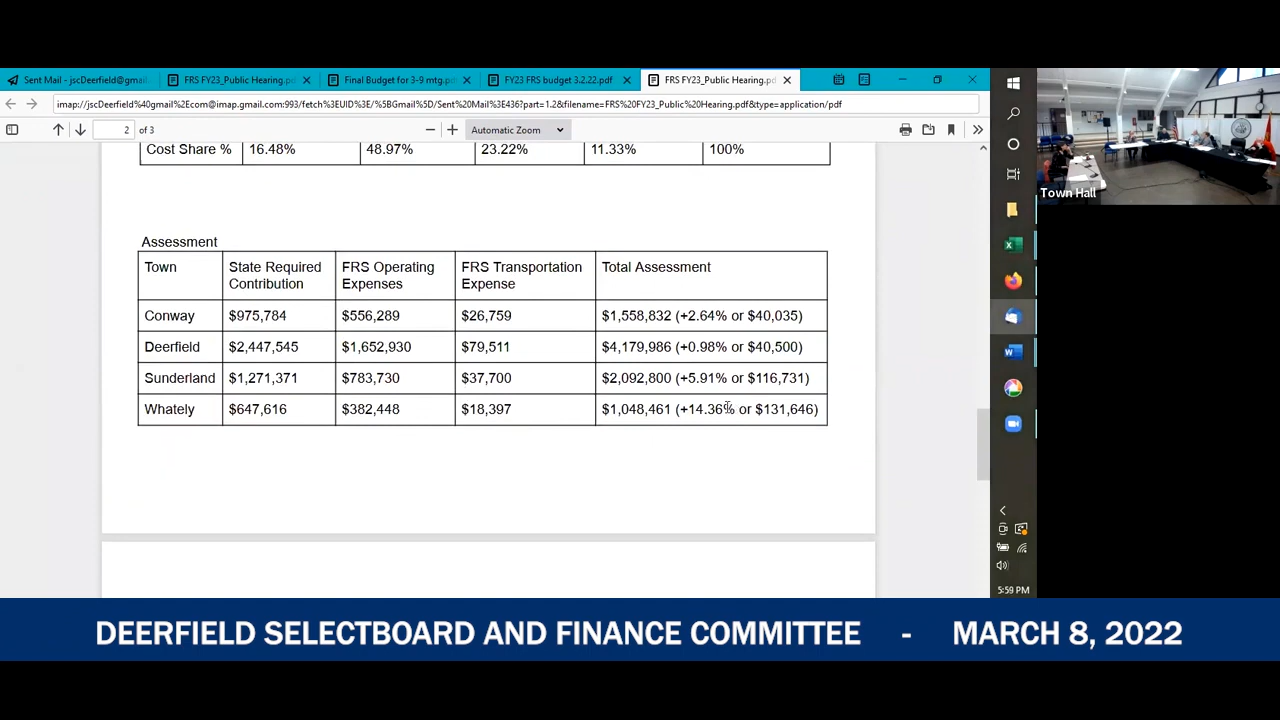 Sent Mail - jscDeerfield@gmai
FRS FY23_Public Hearing.pd
Final Budget for 3-9 mtg.pdf
FY23 FRS budget 3.2.22.pdf
FRS FY23_Public Hearing.pd
imap://jscDeerfield%40gmail%2Ecom@imap.gmail.com:993/fetch%3EUID%3E/%5BGmail%5D/Sent%20Mail%3E436?part=1.2&filename=FRS%20FY23_Public%20Hearing.pdf&type=application/pdf
2 of 3
Automatic Zoom
Cost Share % 16.48% 48.97% 23.22% 11.33% 100%
Town Hall
Assessment
Town State Required Contribution FRS Operating Expenses FRS Transportation Expense Total Assessment
Conway $975,784 $556,289 $26,759 $1,558,832 (+2.64% or $40,035)
Deerfield $2,447,545 $1,652,930 $79,511 $4,179,986 (+0.98% or $40,500)
Sunderland $1,271,371 $783,730 $37,700 $2,092,800 (+5.91% or $116,731)
Whately $647,616 $382,448 $18,397 $1,048,461 (+14.36% or $131,646)
5:59 PM
DEERFIELD SELECTBOARD AND FINANCE COMMITTEE - MARCH 8, 2022